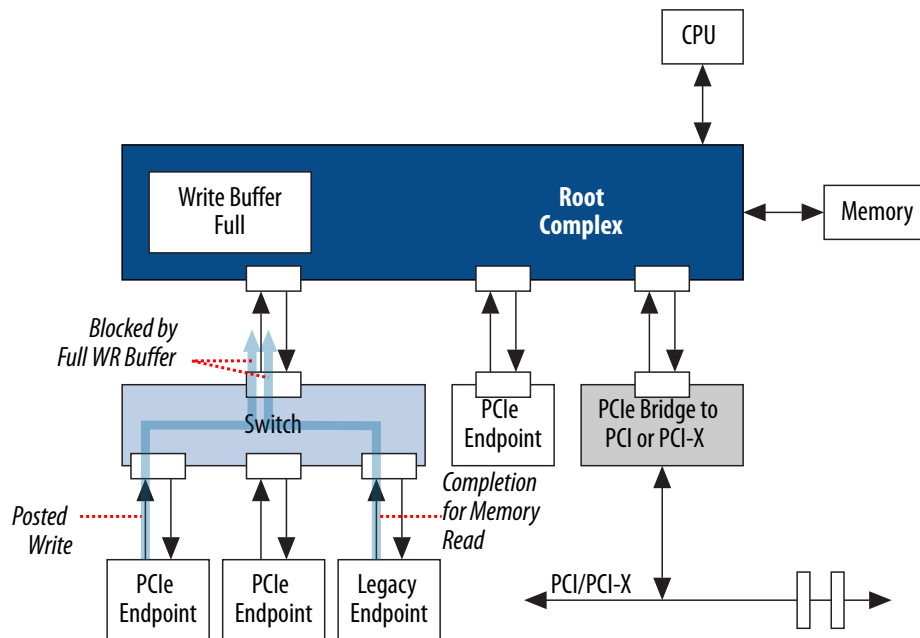 CPU
Write Buffer
Full
Root
Complex
Memory
Blocked by
Full WR Buffer
Switch
PCIe
Endpoint
PCIe Bridge to
PCI or PCI-X
Posted
Write
Completion
for Memory
Read
PCIe
Endpoint
PCIe
Endpoint
Legacy
Endpoint
PCI/PCI-X